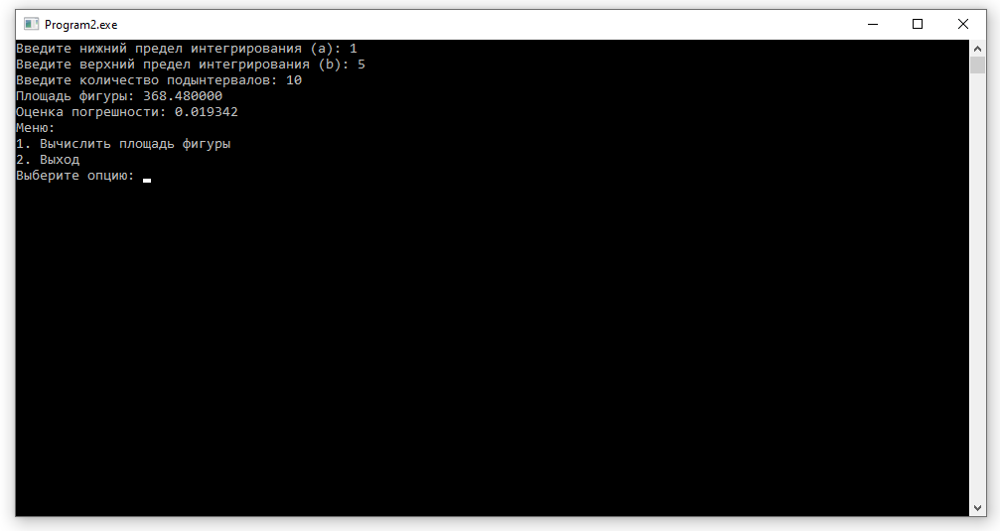 Program2.exe
Введите нижний предел интегрирования (a): 1
Введите верхний предел интегрирования (b): 5
Введите количество подынтервалов: 10
Площадь фигуры: 368.480000
Оценка погрешности: 0.019342
Меню:
1. Вычислить площадь фигуры
2. Выход
Выберите опцию: